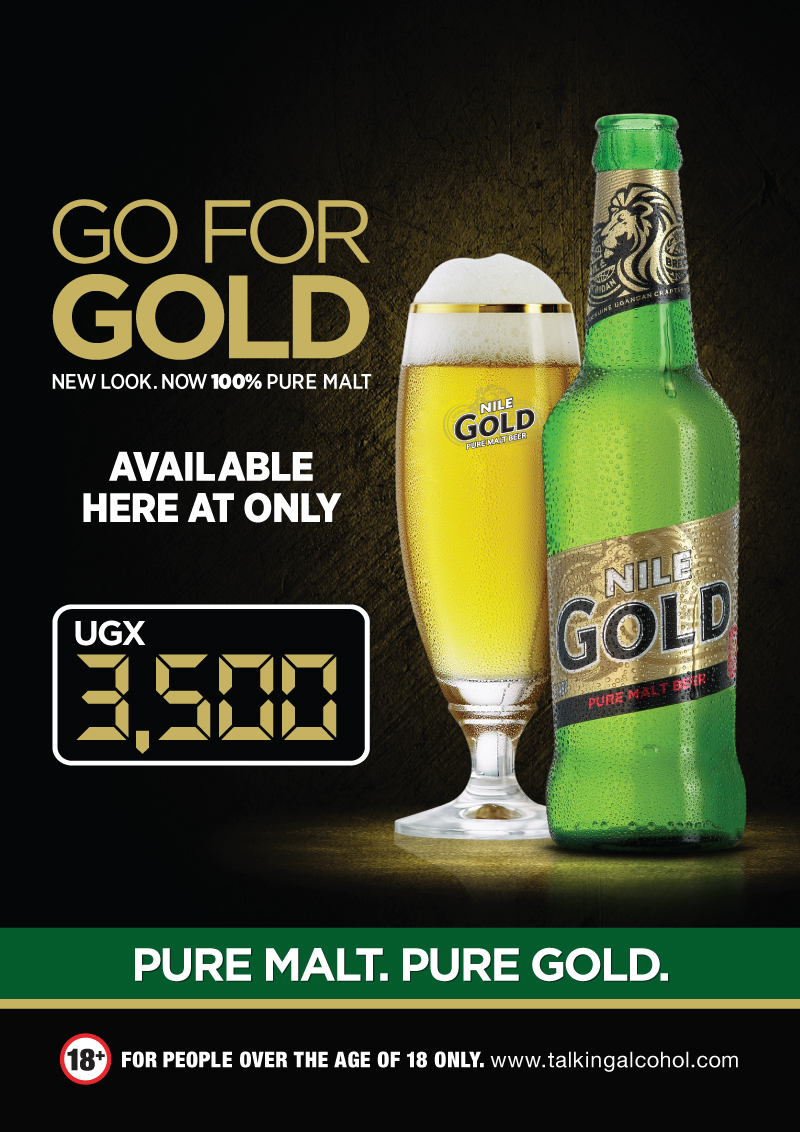 GO FOR
GOLD
NEW LOOK. NOW 100% PURE MALT
AVAILABLE
HERE AT ONLY
UGX
3,500
NILE
GOLD
PURE MALT BEER
NILE
GOLD
PURE MALT BEER
PURE MALT. PURE GOLD.
18+ FOR PEOPLE OVER THE AGE OF 18 ONLY. www.talkingalcohol.com